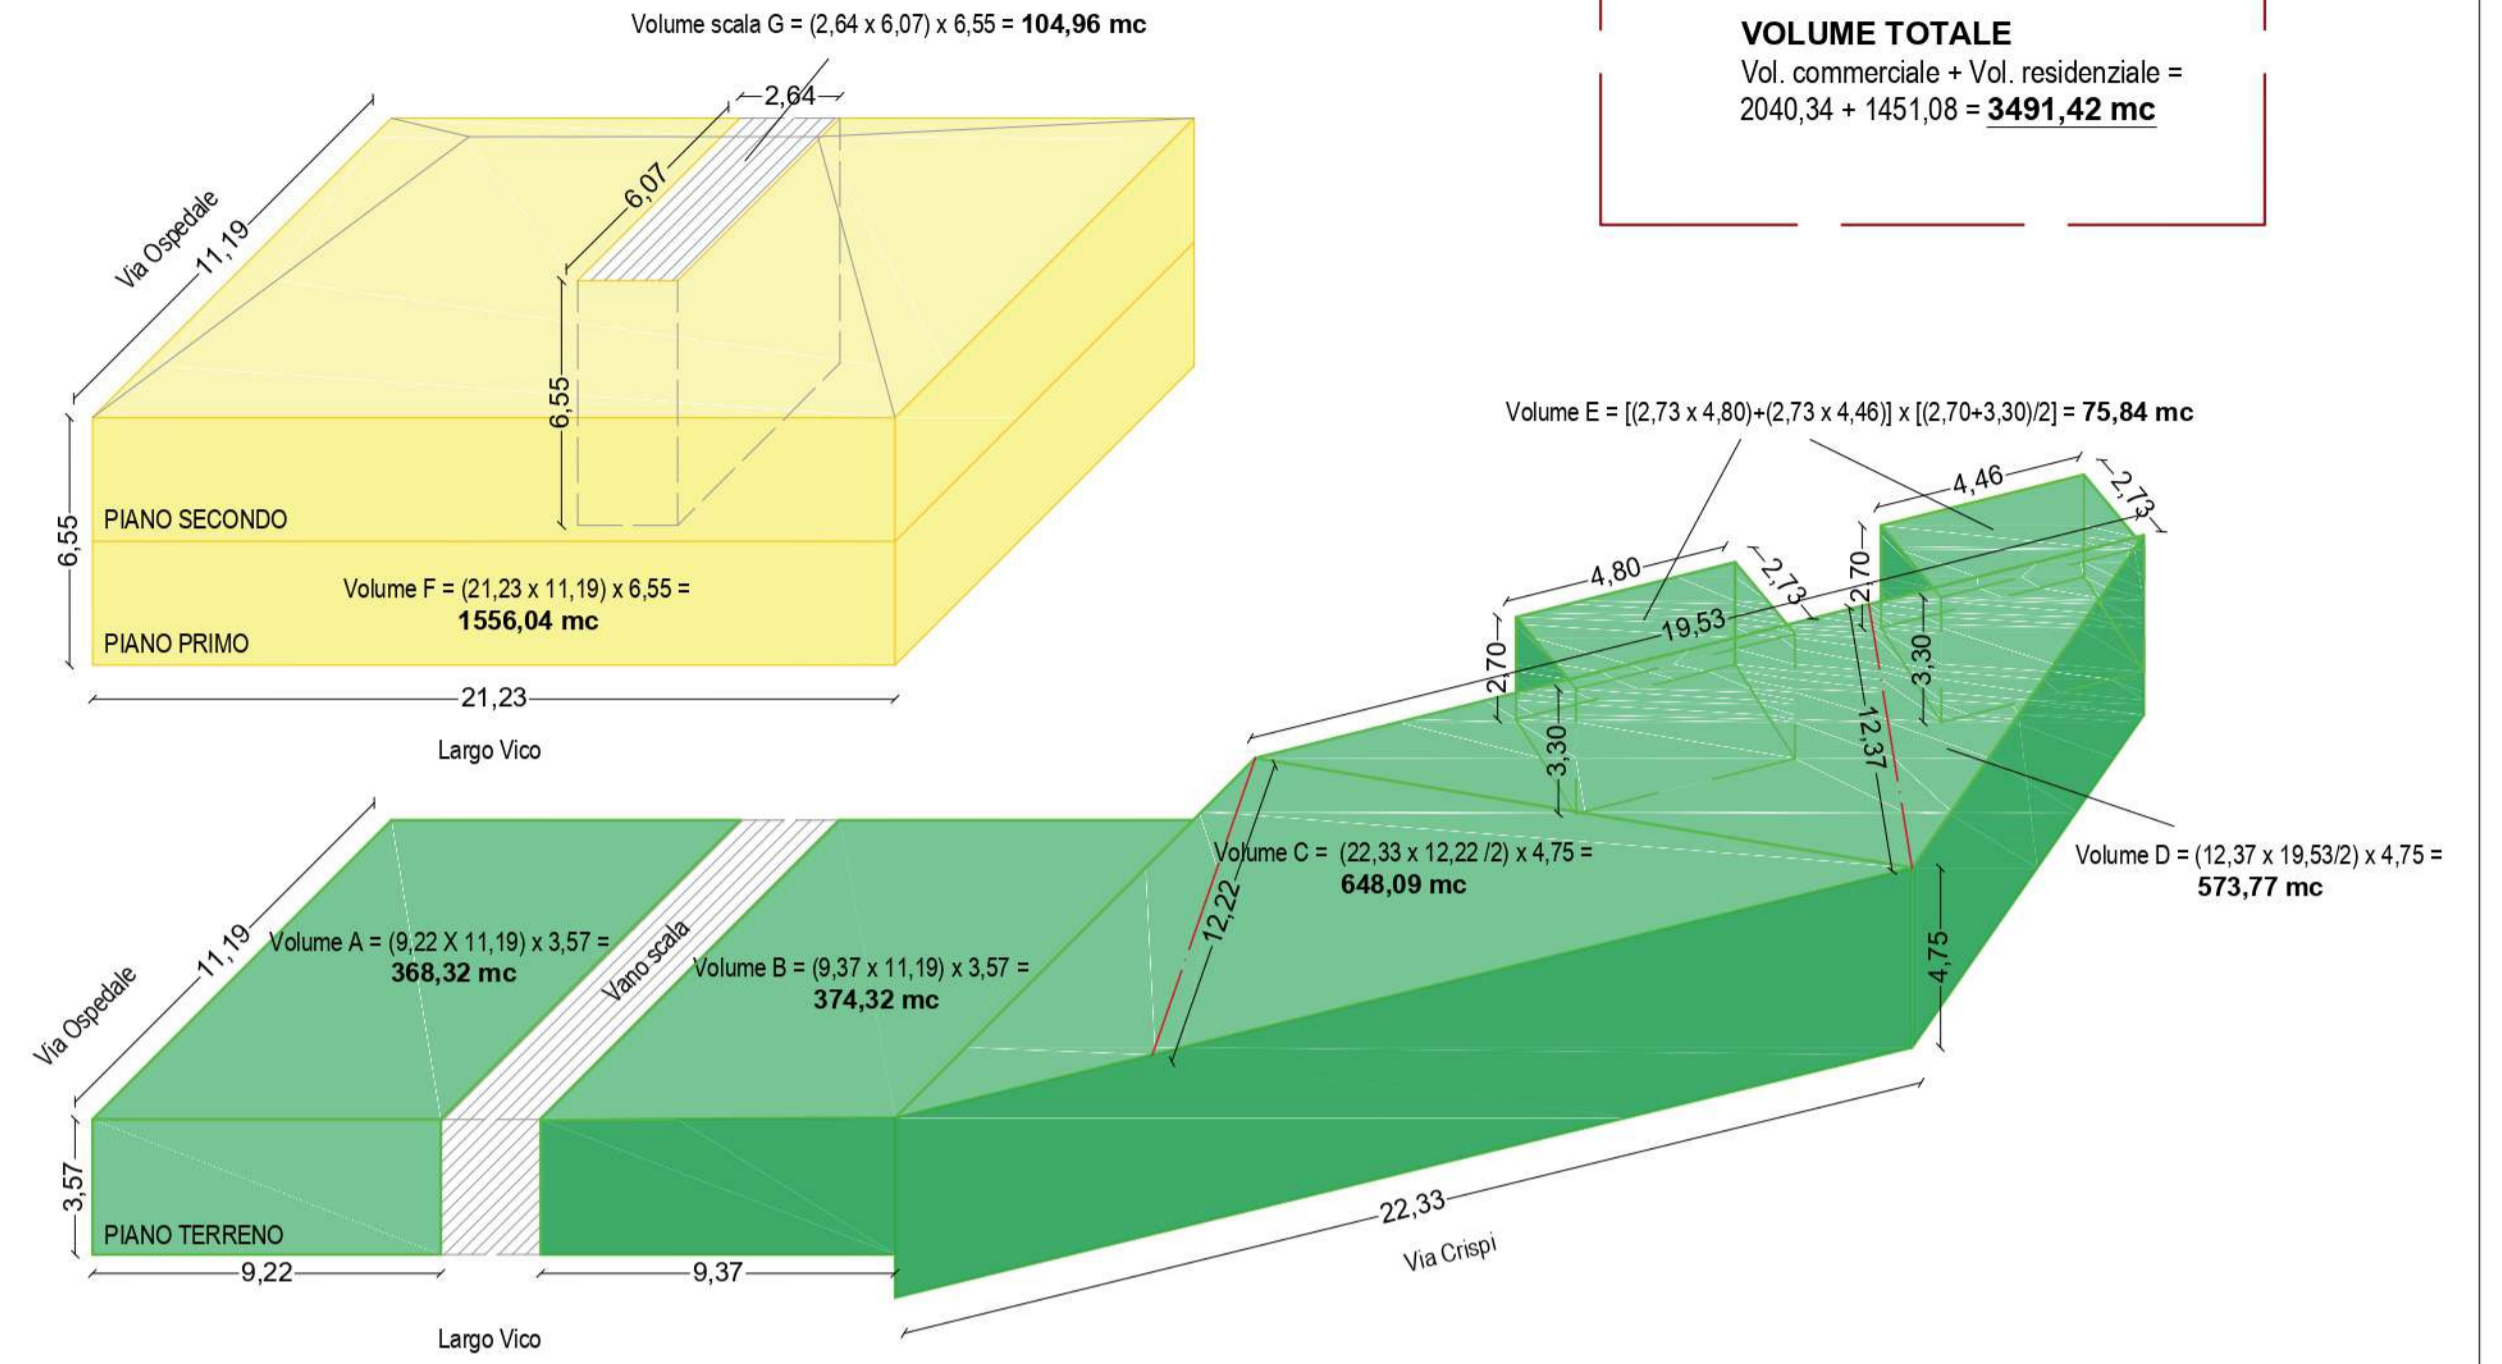 Volume scala G = (2,64 x 6,07) x 6,55 = 104,96 mc
VOLUME TOTALE
Vol. commerciale + Vol. residenziale =
2040,34 + 1451,08 = 3491,42 mc
2,64
6,07
Via Ospedale
11,19
6,55
6,55
PIANO SECONDO
Volume F = (21,23 x 11,19) x 6,55 =
1556,04 mc
PIANO PRIMO
21,23
Largo Vico
Volume E = [(2,73 x 4,80)+(2,73 x 4,46)] x [(2,70+3,30)/2] = 75,84 mc
4,46
2,73
4,80
2,73
2,70
19,53
2,70
3,30
3,30
12,37
Volume C = (22,33 x 12,22 /2) x 4,75 =
648,09 mc
12,22
Volume D = (12,37 x 19,53/2) x 4,75 =
573,77 mc
4,75
11,19
Via Ospedale
Volume A = (9,22 X 11,19) x 3,57 =
368,32 mc
Vano scala
Volume B = (9,37 x 11,19) x 3,57 =
374,32 mc
3,57
PIANO TERRENO
9,22
9,37
22,33
Via Crispi
Largo Vico